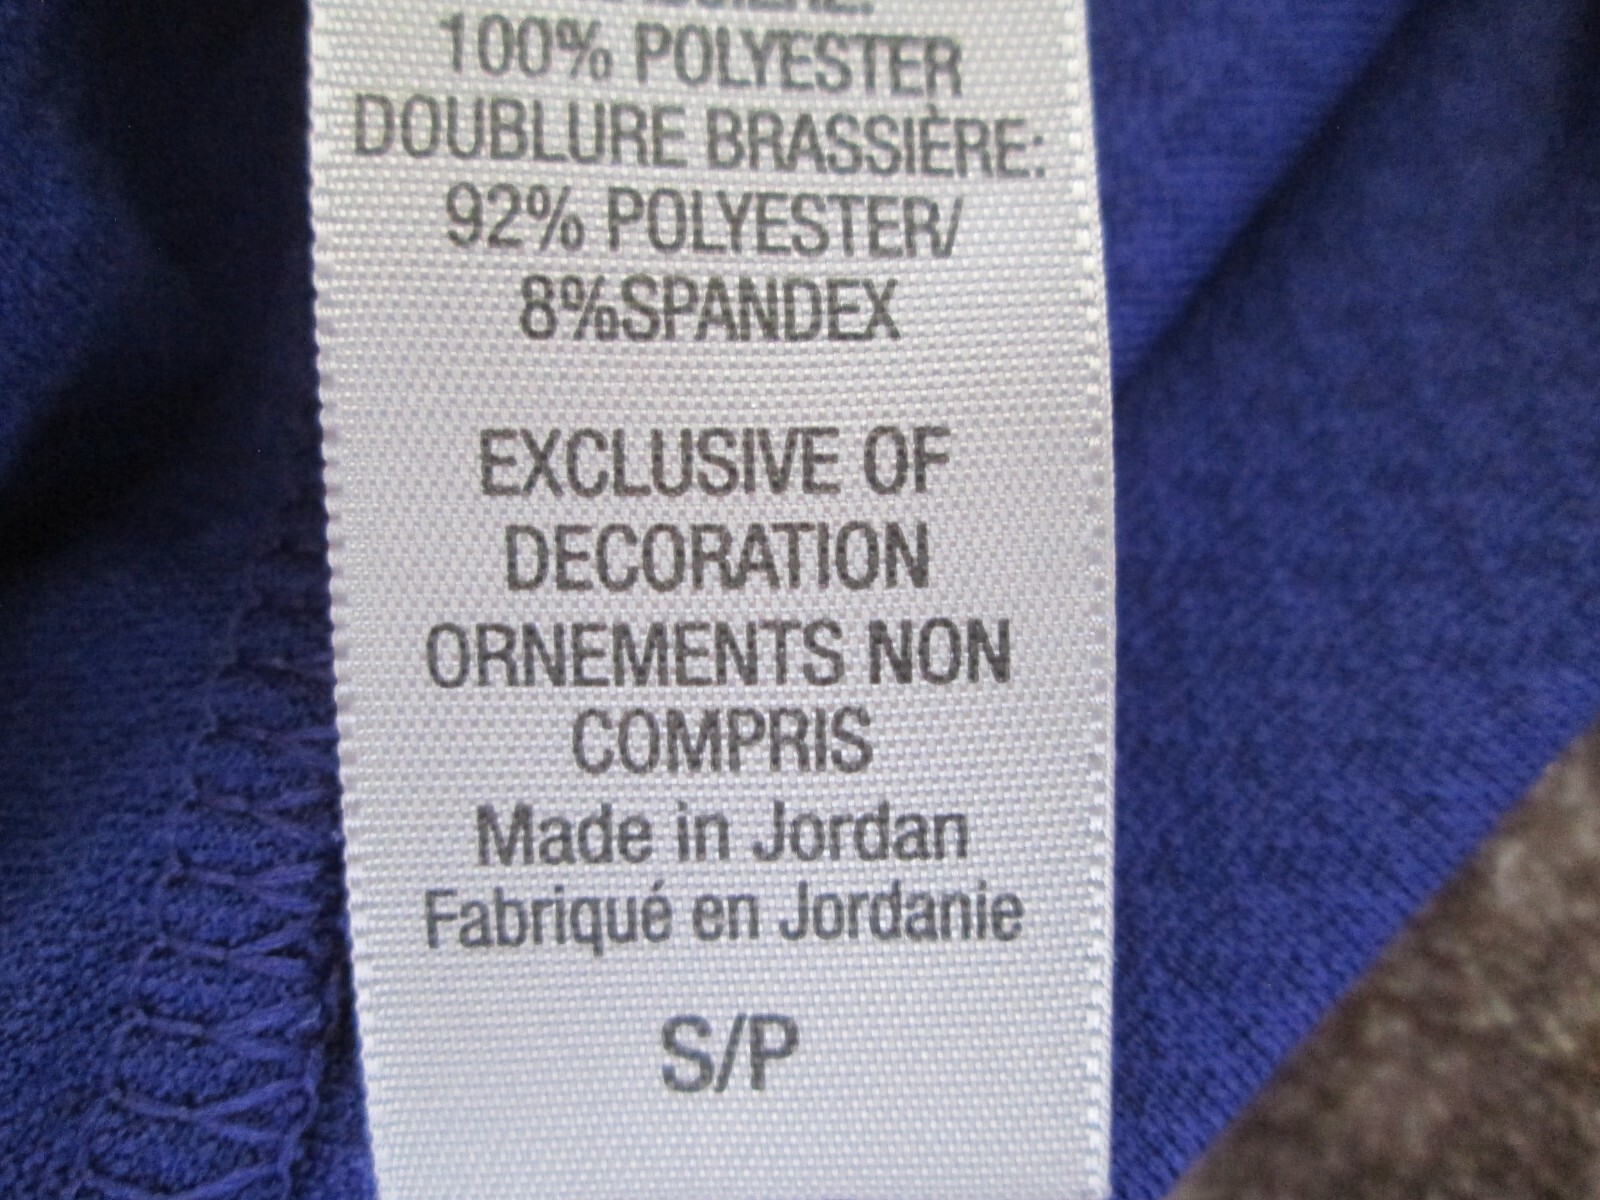 100% POLYESTER
DOUBLURE BRASSIÈRE:
92% POLYESTER/
8%SPANDEX
EXCLUSIVE OF
DECORATION
ORNEMENTS NON
COMPRIS
Made in Jordan
Fabriqué en Jordanie
S/P